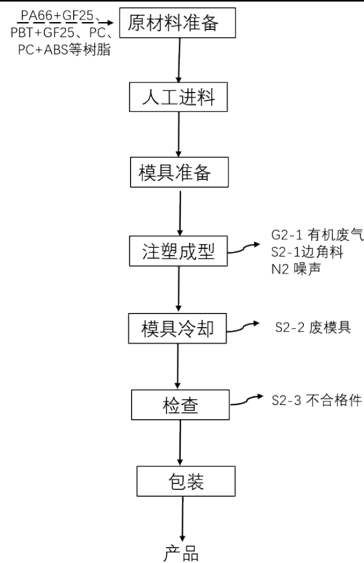 PA66+GF25、
PBT+GF25、PC、
PC+ABS等树脂
原材料准备
人工进料
模具准备
注塑成型
G2-1 有机废气
S2-1边角料
N2 噪声
模具冷却
S2-2 废模具
检查
S2-3 不合格件
包装
产品